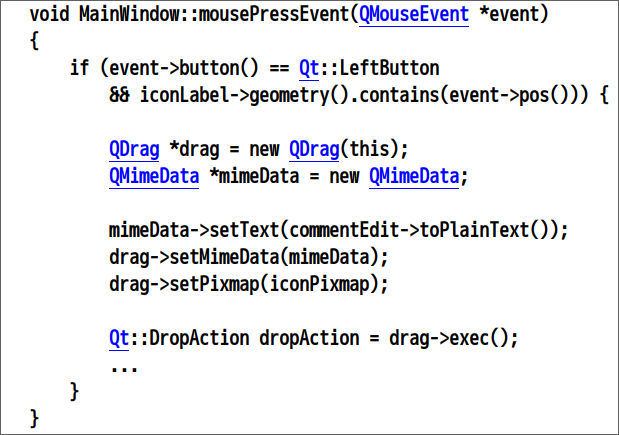 void MainWindow::mousePressEvent(QMouseEvent *event)
{
    if (event->button() == Qt::LeftButton
        && iconLabel->geometry().contains(event->pos())) {

        QDrag *drag = new QDrag(this);
        QMimeData *mimeData = new QMimeData;

        mimeData->setText(commentEdit->toPlainText());
        drag->setMimeData(mimeData);
        drag->setPixmap(iconPixmap);

        Qt::DropAction dropAction = drag->exec();
        ...
    }
}